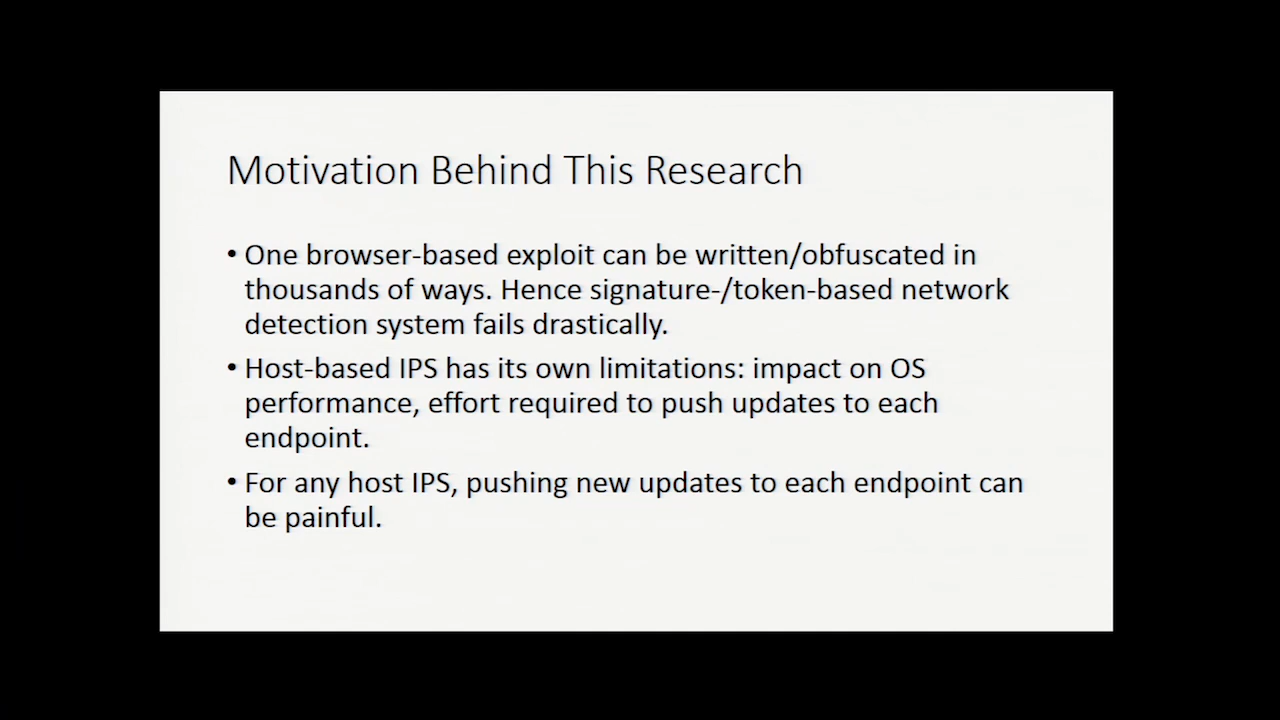 Motivation Behind This Research
• One browser-based exploit can be written/obfuscated in
thousands of ways. Hence signature-/token-based network
detection system fails drastically.
• Host-based IPS has its own limitations: impact on OS
performance, effort required to push updates to each
endpoint.
• For any host IPS, pushing new updates to each endpoint can
be painful.